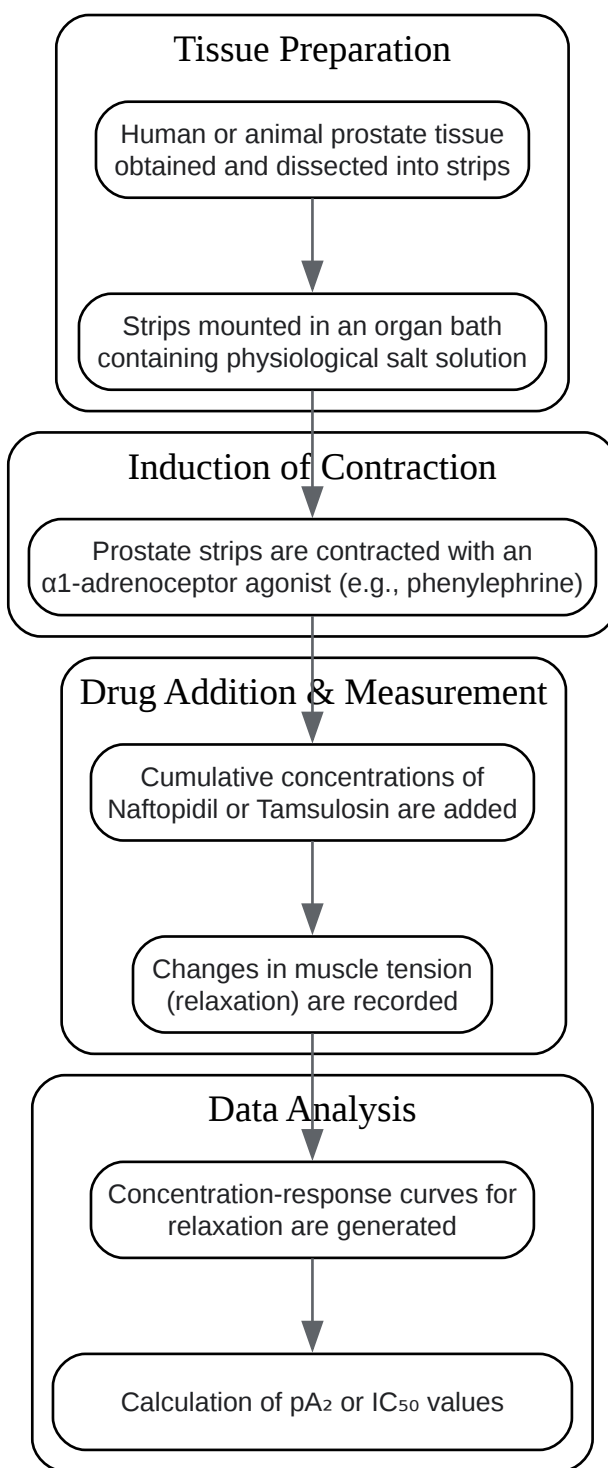 Tissue Preparation
Human or animal prostate tissue
obtained and dissected into strips
Strips mounted in an organ bath
containing physiological salt solution
Induction of Contraction
Prostate strips are contracted with an
α1-adrenoceptor agonist (e.g., phenylephrine)
Drug Addition & Measurement
Cumulative concentrations of
Naftopidil or Tamsulosin are added
Changes in muscle tension
(relaxation) are recorded
Data Analysis
Concentration-response curves for
relaxation are generated
Calculation of pA₂ or IC₅₀ values